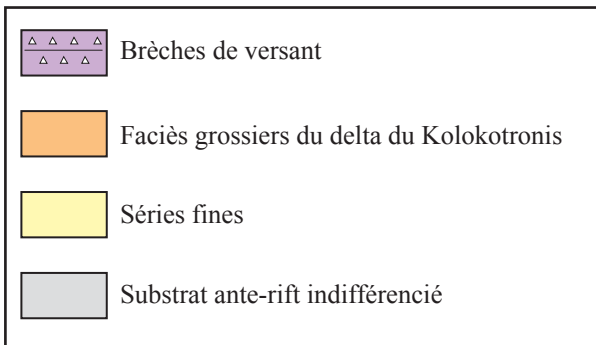 Brèches de versant
Faciès grossiers du delta du Kolokotronis
Séries fines
Substrat ante-rift indifférencié